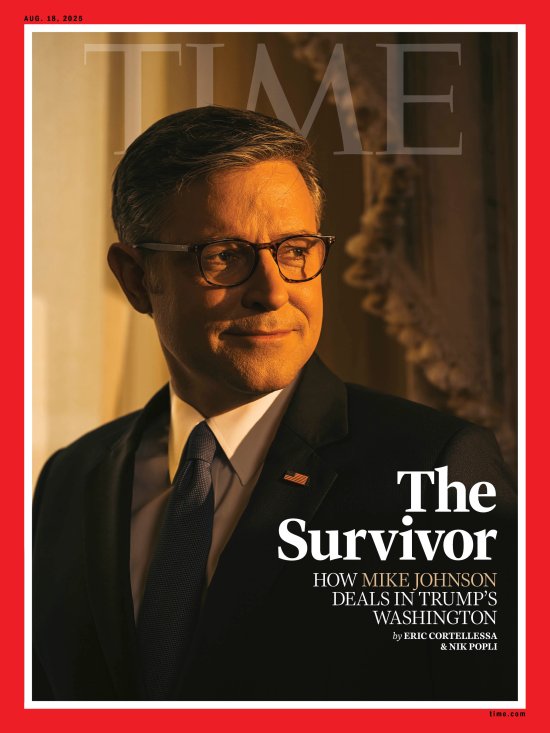 AUG. 18, 2025
TIME
The
Survivor
HOW MIKE JOHNSON
DEALS IN TRUMP'S
WASHINGTON
by ERIC CORTELLESSA
& NIK POPLI
time.com